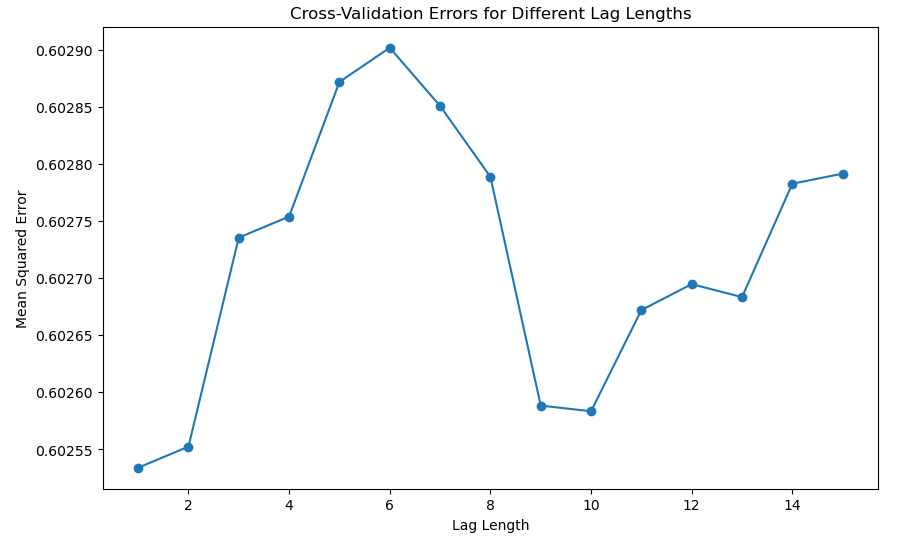 Cross-Validation Errors for Different Lag Lengths
Mean Squared Error
0.60290
0.60285
0.60280
0.60275
0.60270
0.60265
0.60260
0.60255
2 4 6 8 10 12 14
Lag Length